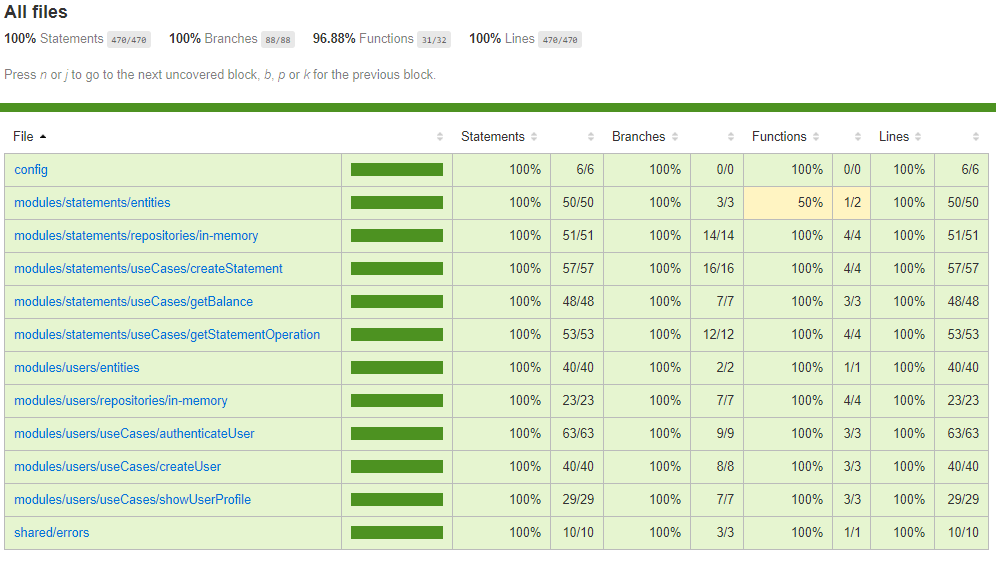 All files
100% Statements 470/470 100% Branches 88/88 96.88% Functions 31/32 100% Lines 470/470
Press n or j to go to the next uncovered block, b, p or k for the previous block.
File Statements Branches Functions Lines
config 100% 6/6 100% 0/0 100% 0/0 100% 6/6
modules/statements/entities 100% 50/50 100% 3/3 50% 1/2 100% 50/50
modules/statements/repositories/in-memory 100% 51/51 100% 14/14 100% 4/4 100% 51/51
modules/statements/useCases/createStatement 100% 57/57 100% 16/16 100% 4/4 100% 57/57
modules/statements/useCases/getBalance 100% 48/48 100% 7/7 100% 3/3 100% 48/48
modules/statements/useCases/getStatementOperation 100% 53/53 100% 12/12 100% 4/4 100% 53/53
modules/users/entities 100% 40/40 100% 2/2 100% 1/1 100% 40/40
modules/users/repositories/in-memory 100% 23/23 100% 7/7 100% 4/4 100% 23/23
modules/users/useCases/authenticateUser 100% 63/63 100% 9/9 100% 3/3 100% 63/63
modules/users/useCases/createUser 100% 40/40 100% 8/8 100% 3/3 100% 40/40
modules/users/useCases/showUserProfile 100% 29/29 100% 7/7 100% 3/3 100% 29/29
shared/errors 100% 10/10 100% 3/3 100% 1/1 100% 10/10